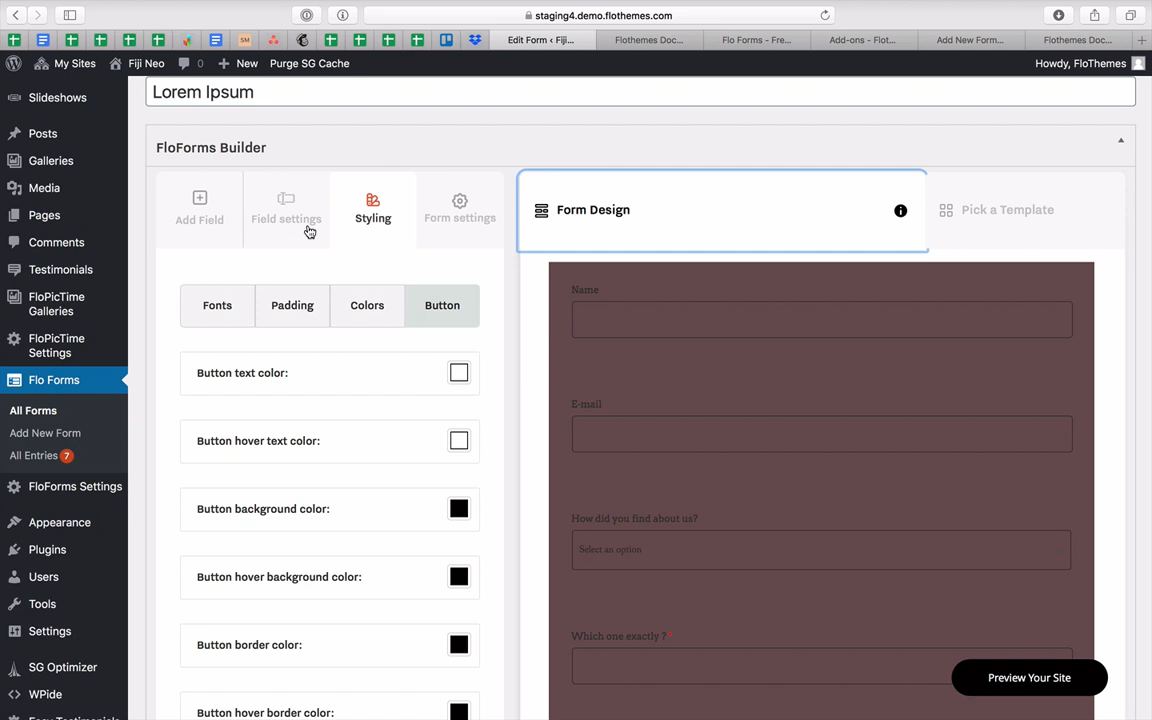 staging4.demo.flothemes.com
SM
Edit Form ‹ Fiji...
Flothemes Doc...
Flo Forms - Fre...
Add-ons - Flot...
Add New Form...
Flothemes Doc...
My Sites
Fiji Neo
0
New
Purge SG Cache
Howdy, FloThemes
Slideshows
Posts
Galleries
Media
Pages
Comments
Testimonials
FloPicTime
Galleries
FloPicTime
Settings
Flo Forms
All Forms
Add New Form
All Entries 7
FloForms Settings
Appearance
Plugins
Users
Tools
Settings
SG Optimizer
WPide
Easy Testimonials
Lorem Ipsum
FloForms Builder
Add Field
Field settings
Styling
Form settings
Fonts
Padding
Colors
Button
Button text color:
Button hover text color:
Button background color:
Button hover background color:
Button border color:
Button hover border color:
Form Design
Pick a Template
Name
E-mail
How did you find about us?
Select an option
Which one exactly ? *
Preview Your Site